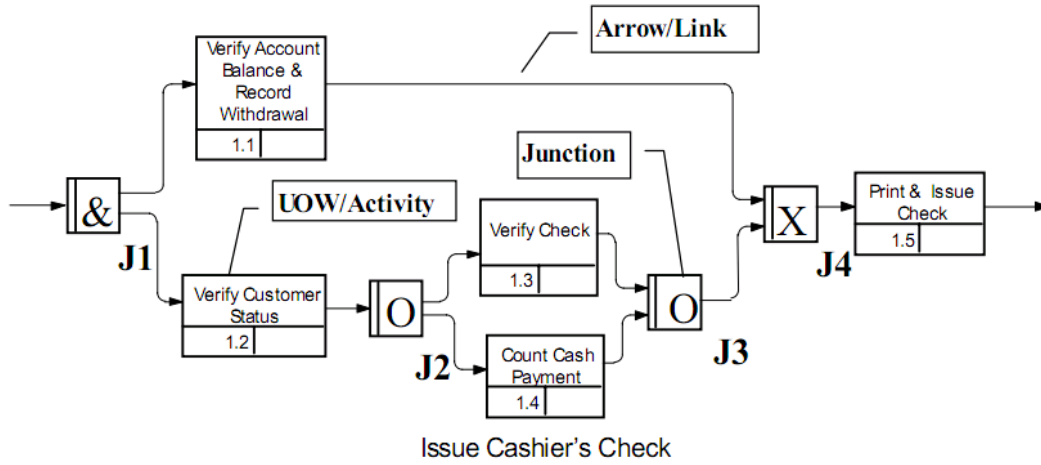 Arrow/Link
Verify Account
Balance &
Record
Withdrawal
1.1
Junction
&
UOW/Activity
J1
Verify Customer
Status
1.2
O
J2
Verify Check
1.3
Count Cash
Payment
1.4
O
J3
X
J4
Print & Issue
Check
1.5
Issue Cashier's Check